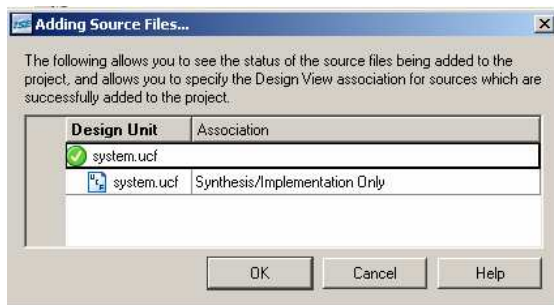 ISE Adding Source Files...
The following allows you to see the status of the source files being added to the
project, and allows you to specify the Design View association for sources which are
successfully added to the project.
Design Unit Association
system.ucf
system.ucf Synthesis/Implementation Only
OK Cancel Help